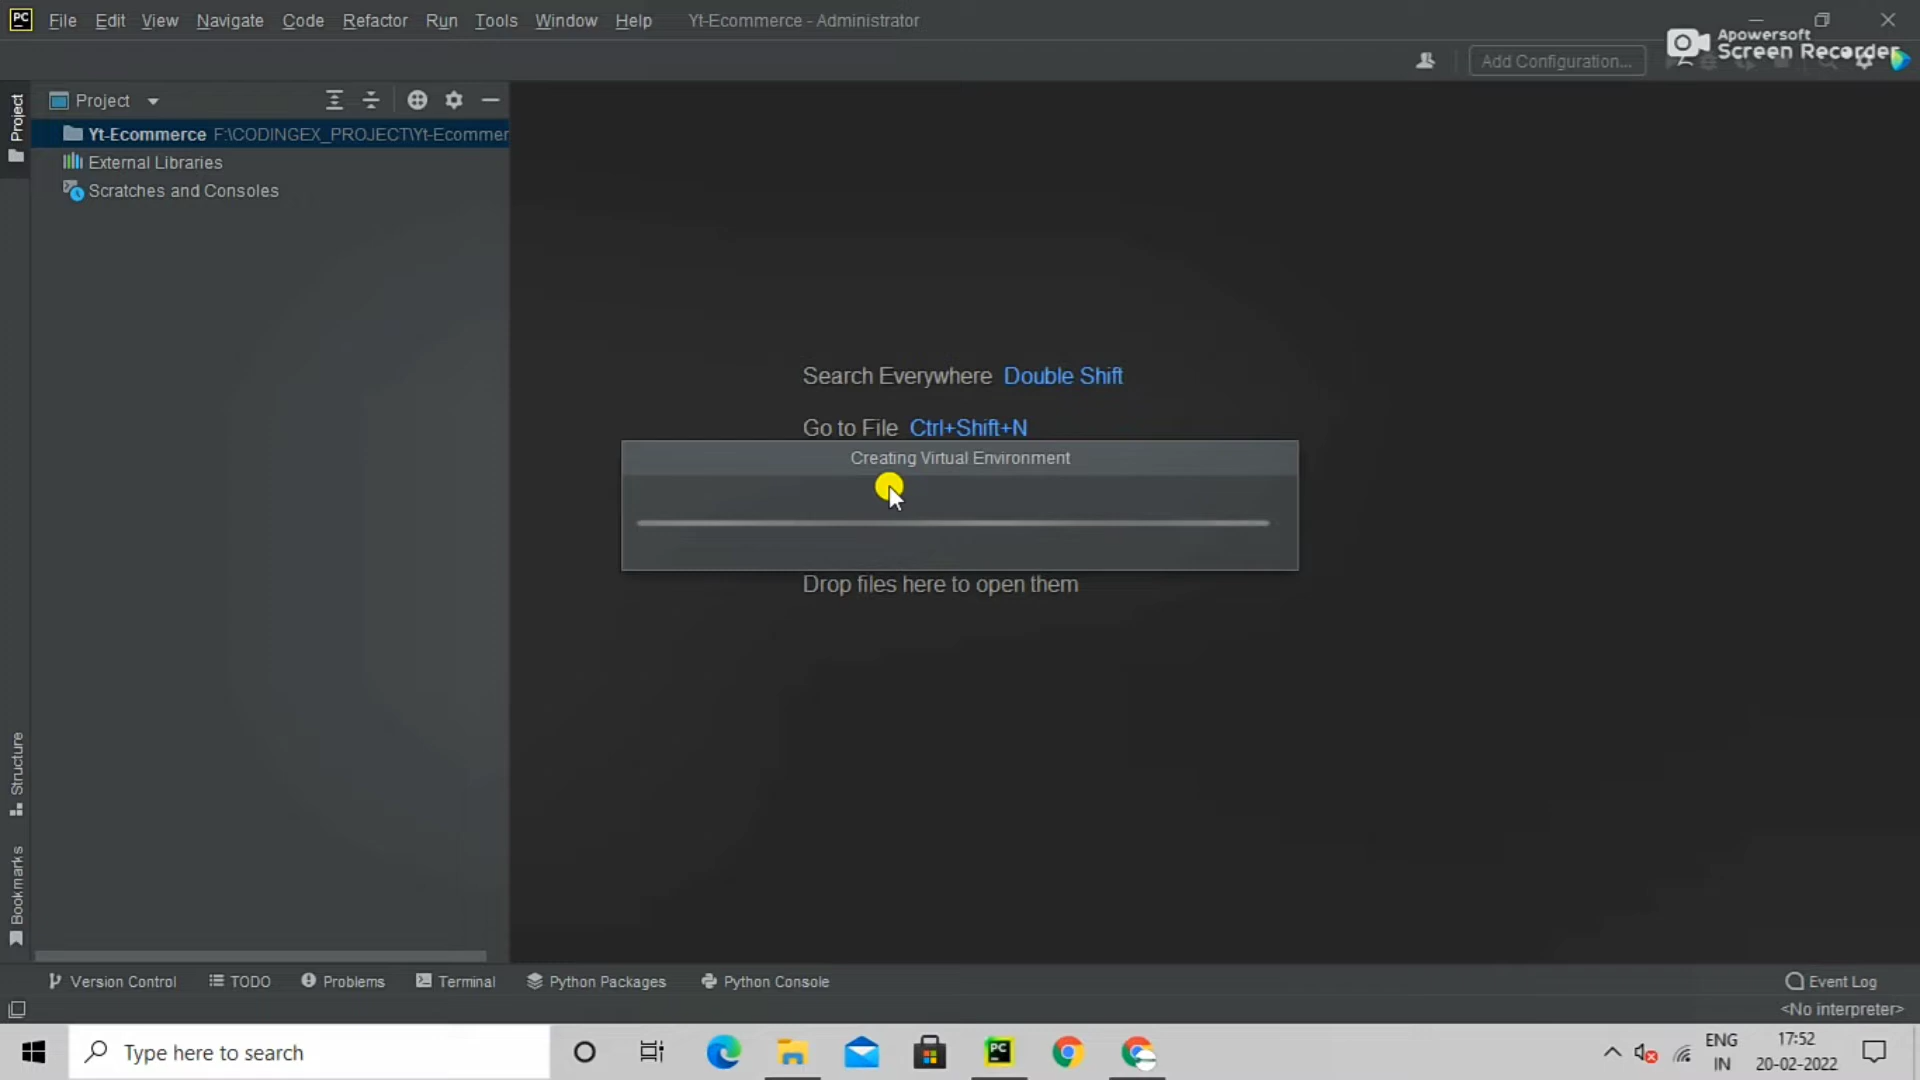 PC File Edit View Navigate Code Refactor Run Tools Window Help Yt-Ecommerce - Administrator
Apowersoft
Screen Recorder
Add Configuration...
Project
Project
Yt-Ecommerce F:\CODINGEX_PROJECT\Yt-Ecommer
External Libraries
Scratches and Consoles
Search Everywhere Double Shift
Go to File Ctrl+Shift+N
Creating Virtual Environment
Drop files here to open them
Structure
Bookmarks
Version Control TODO Problems Terminal Python Packages Python Console Event Log
<No interpreter>
Type here to search
PC
ENG
IN
17:52
20-02-2022